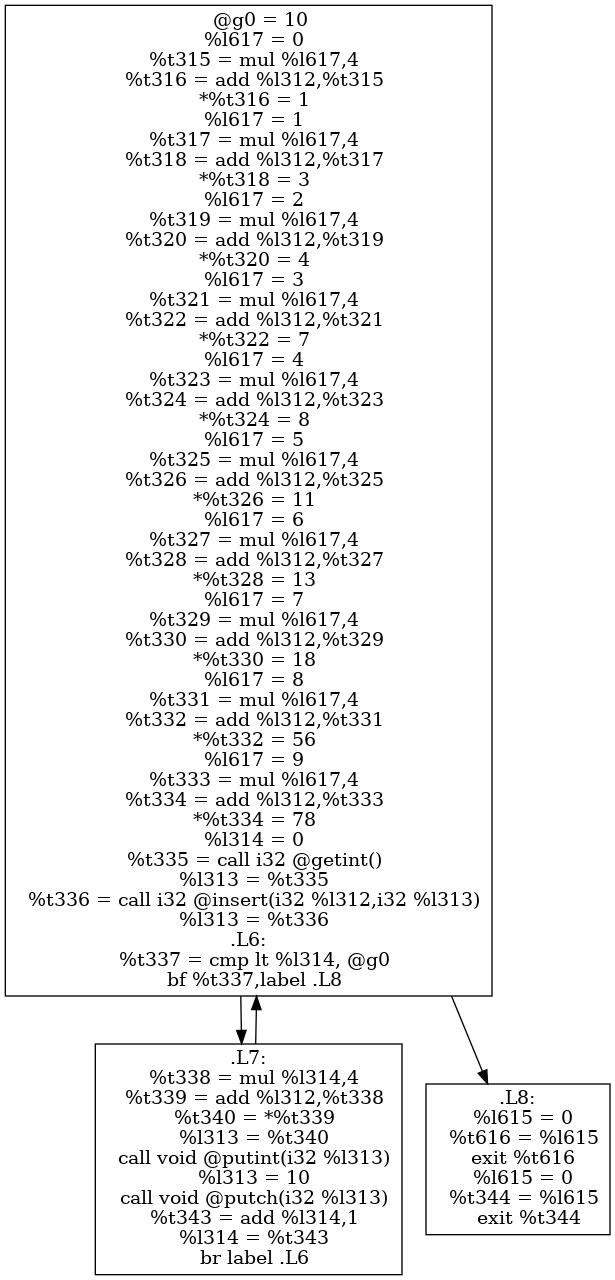 @g0 = 10
%l617 = 0
%t315 = mul %l617,4
%t316 = add %l312,%t315
*%t316 = 1
%l617 = 1
%t317 = mul %l617,4
%t318 = add %l312,%t317
*%t318 = 3
%l617 = 2
%t319 = mul %l617,4
%t320 = add %l312,%t319
*%t320 = 4
%l617 = 3
%t321 = mul %l617,4
%t322 = add %l312,%t321
*%t322 = 7
%l617 = 4
%t323 = mul %l617,4
%t324 = add %l312,%t323
*%t324 = 8
%l617 = 5
%t325 = mul %l617,4
%t326 = add %l312,%t325
*%t326 = 11
%l617 = 6
%t327 = mul %l617,4
%t328 = add %l312,%t327
*%t328 = 13
%l617 = 7
%t329 = mul %l617,4
%t330 = add %l312,%t329
*%t330 = 18
%l617 = 8
%t331 = mul %l617,4
%t332 = add %l312,%t331
*%t332 = 56
%l617 = 9
%t333 = mul %l617,4
%t334 = add %l312,%t333
*%t334 = 78
%l314 = 0
%t335 = call i32 @getint()
%l313 = %t335
%t336 = call i32 @insert(i32 %l312,i32 %l313)
%l313 = %t336
.L6:
%t337 = cmp lt %l314, @g0
bf %t337,label .L8
.L7:
%t338 = mul %l314,4
%t339 = add %l312,%t338
%t340 = *%t339
%l313 = %t340
call void @putint(i32 %l313)
%l313 = 10
call void @putch(i32 %l313)
%t343 = add %l314,1
%l314 = %t343
br label .L6
.L8:
%l615 = 0
%t616 = %l615
exit %t616
%l615 = 0
%t344 = %l615
exit %t344